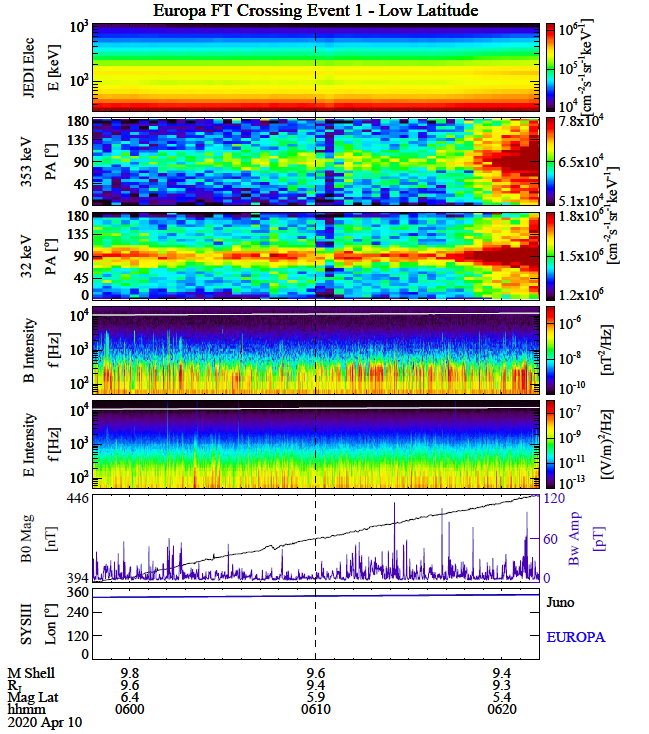 Europa FT Crossing Event 1 - Low Latitude
JEDI Elec
E [keV]
10³
10²
10⁶
10⁵
10⁴
[cm⁻²s⁻¹sr⁻¹keV⁻¹]
353 keV
PA [°]
180
135
90
45
0
7.8x10⁴
6.5x10⁴
5.1x10⁴
32 keV
PA [°]
180
135
90
45
0
1.8x10⁶
1.5x10⁶
1.2x10⁶
[cm⁻²s⁻¹sr⁻¹keV⁻¹]
B Intensity
f [Hz]
10⁴
10³
10²
10⁻⁶
10⁻⁸
10⁻¹⁰
[nT⁻²/Hz]
E Intensity
f [Hz]
10⁴
10³
10²
10⁻⁷
10⁻⁹
10⁻¹¹
10⁻¹³
[(V/m)²/Hz]
B0 Mag
[nT]
446
394
120
60
0
Bw Amp
[pT]
SYSIII
Lon [°]
360
240
120
0
Juno
EUROPA
M Shell 9.8 9.6 9.4
R_J 9.6 9.4 9.3
Mag Lat 6.4 5.9 5.4
hhmm 0600 0610 0620
2020 Apr 10